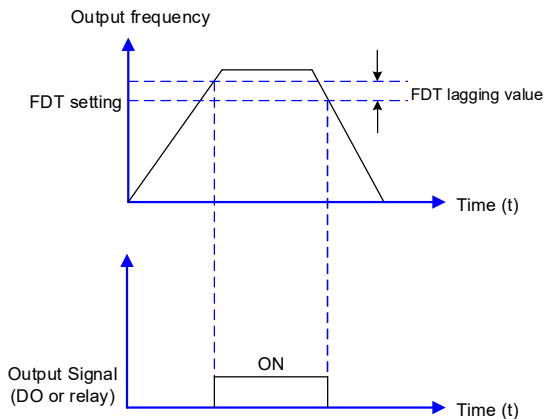 Output frequency
FDT setting
FDT lagging value
Time (t)
ON
Output Signal
(DO or relay)
Time (t)